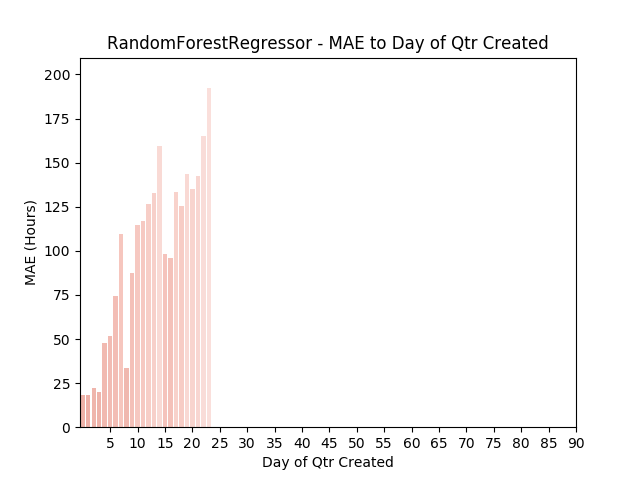 RandomForestRegressor - MAE to Day of Qtr Created
200
175
150
125
100
75
50
25
0
MAE (Hours)
5 10 15 20 25 30 35 40 45 50 55 60 65 70 75 80 85 90
Day of Qtr Created